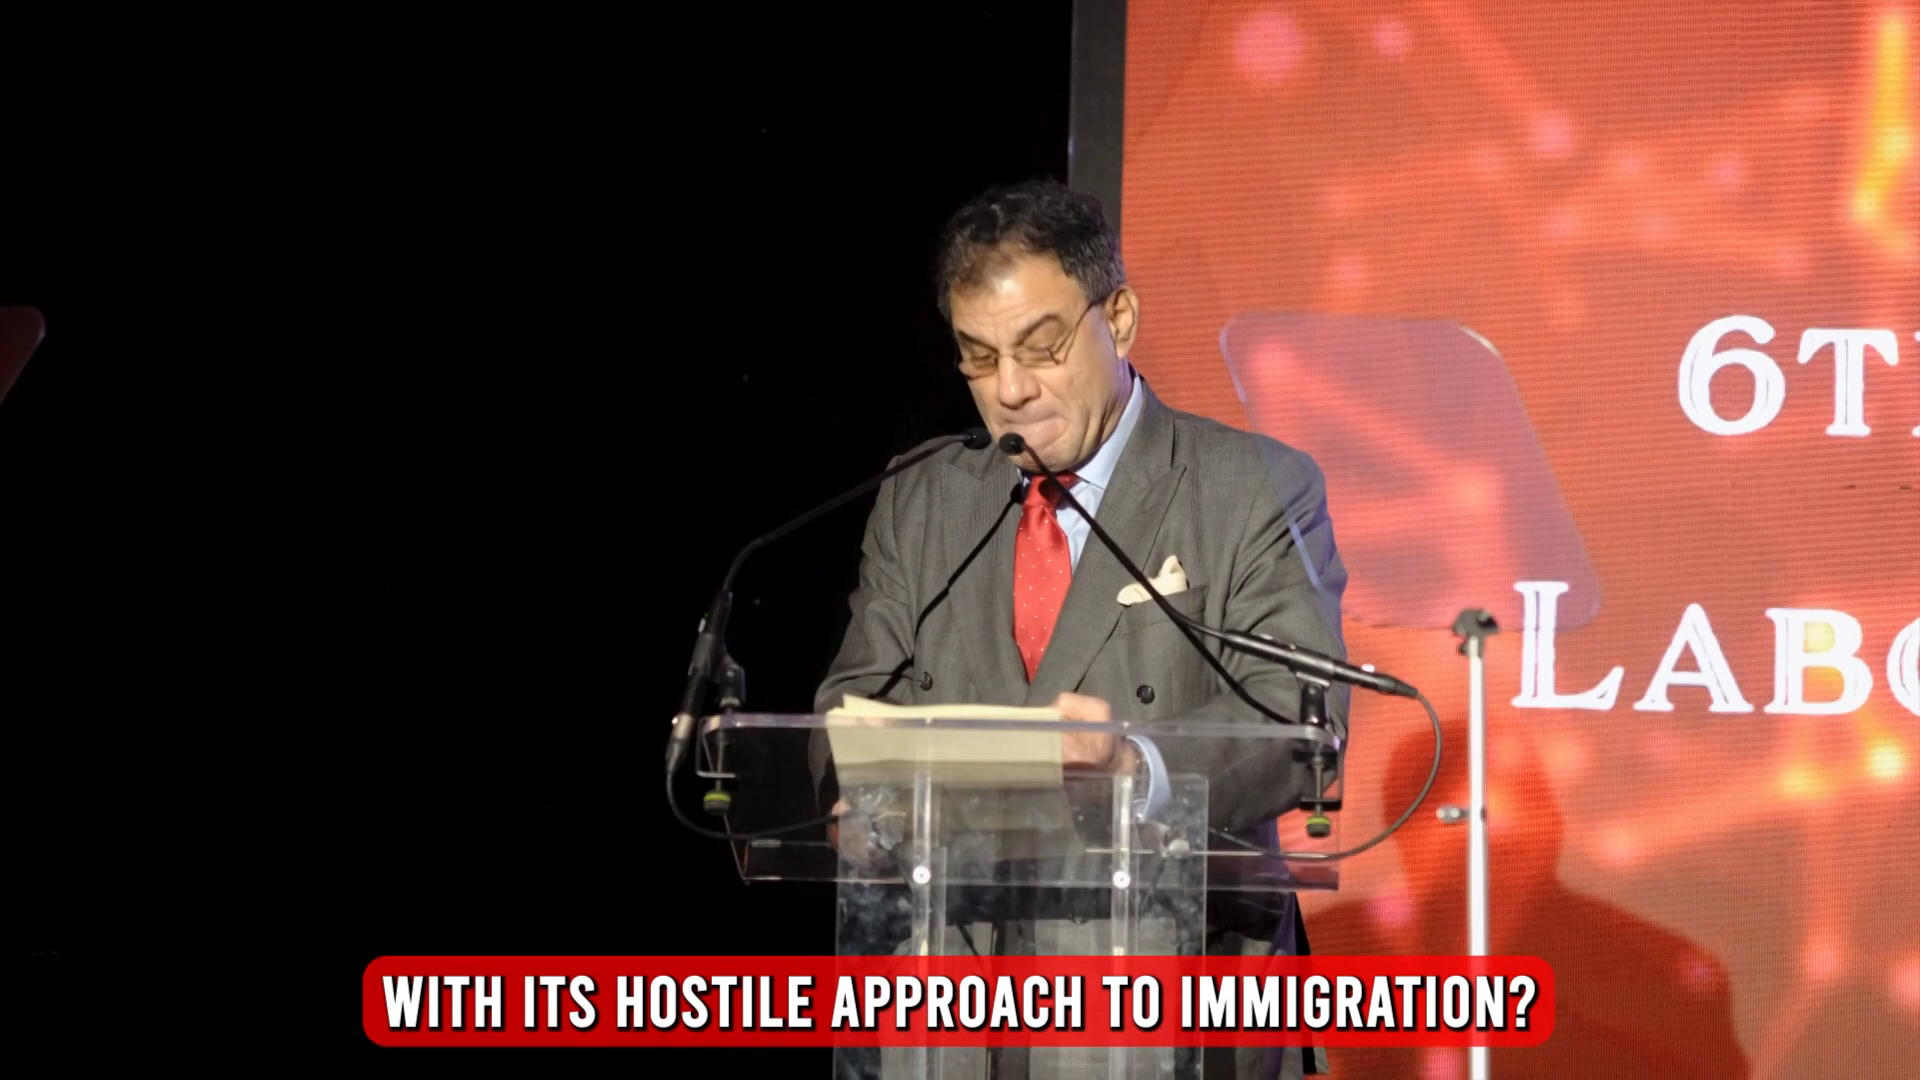 6T
LABO
WITH ITS HOSTILE APPROACH TO IMMIGRATION?